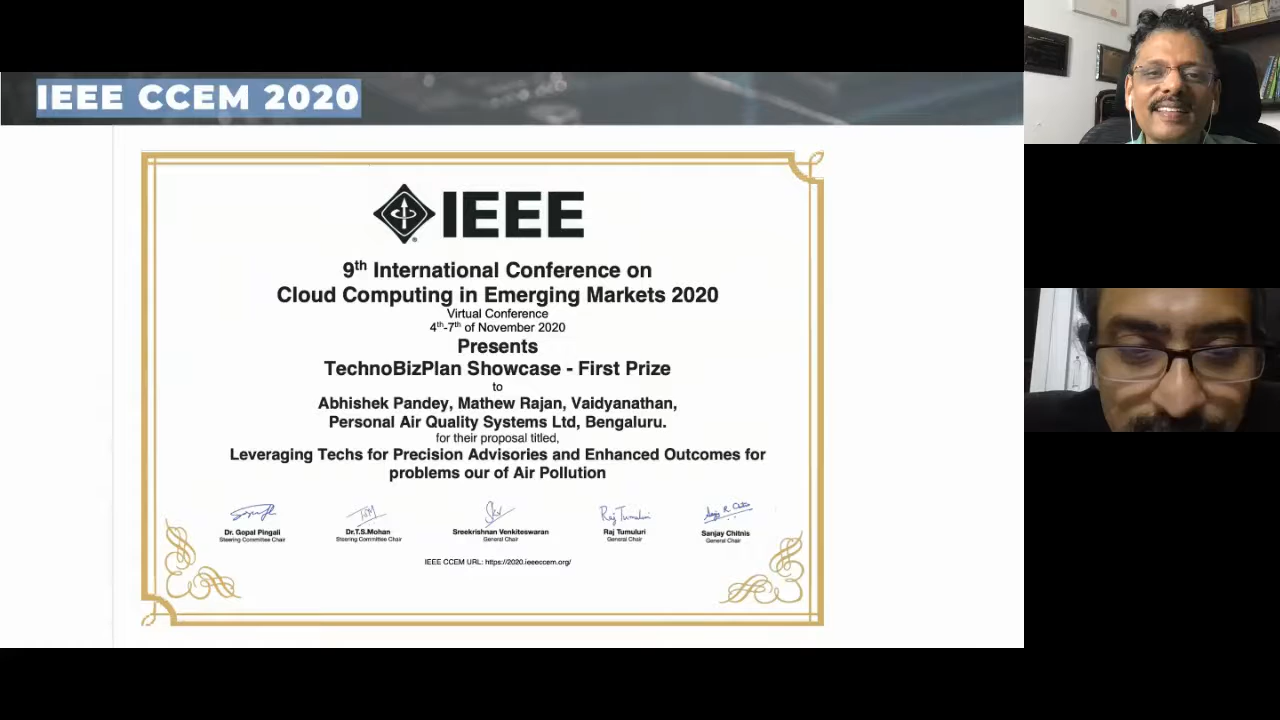 IEEE CCEM 2020
IEEE
9th International Conference on
Cloud Computing in Emerging Markets 2020
Virtual Conference
4th-7th of November 2020
Presents
TechnoBizPlan Showcase - First Prize
to
Abhishek Pandey, Mathew Rajan, Vaidyanathan,
Personal Air Quality Systems Ltd, Bengaluru.
for their proposal titled,
Leveraging Techs for Precision Advisories and Enhanced Outcomes for
problems our of Air Pollution
Raj Tumuluri
Dr. Gopal Pingali
Steering Committee Chair
Dr.T.S.Mohan
Steering Committee Chair
Sreekrishnan Venkiteswaran
General Chair
Raj Tumuluri
General Chair
Sanjay Chitnis
General Chair
IEEE CCEM URL: https://2020.ieeeccem.org/